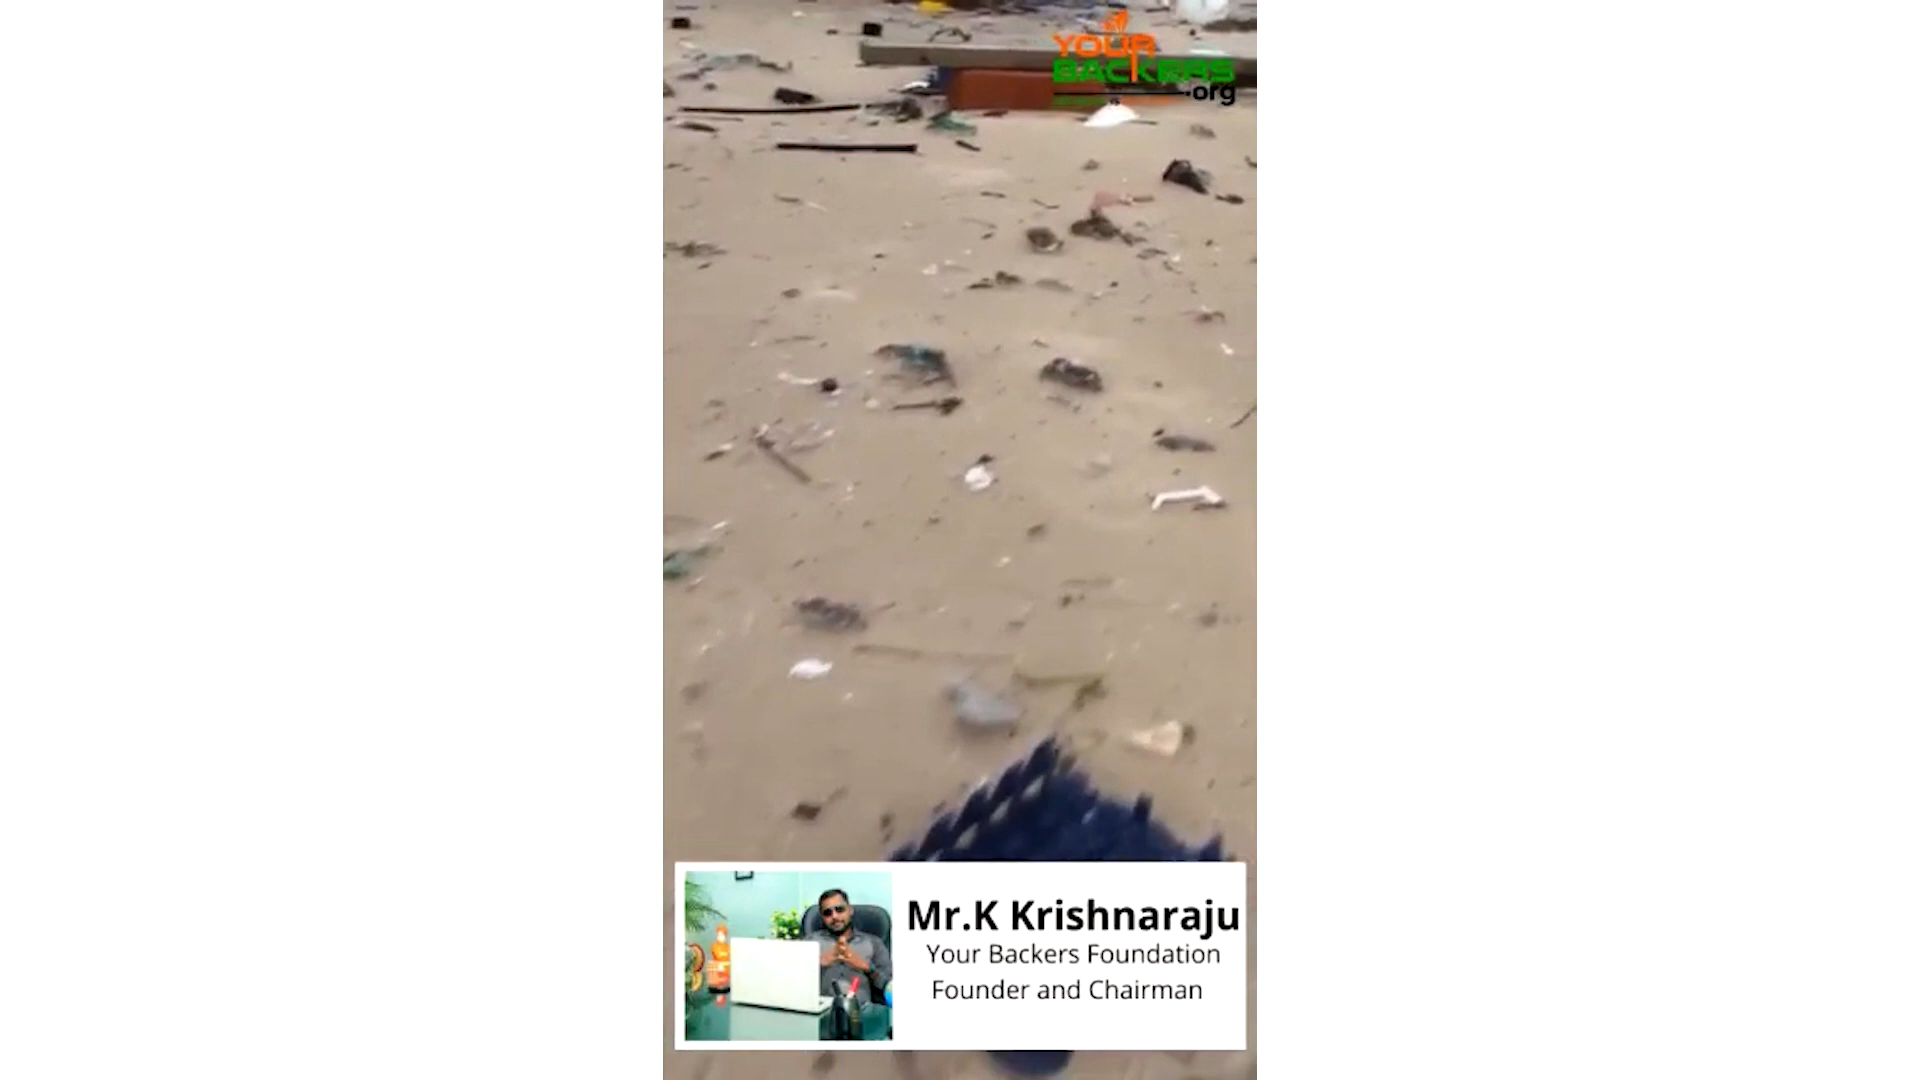 YOUR
BACKERS
.org
Mr.K Krishnaraju
Your Backers Foundation
Founder and Chairman